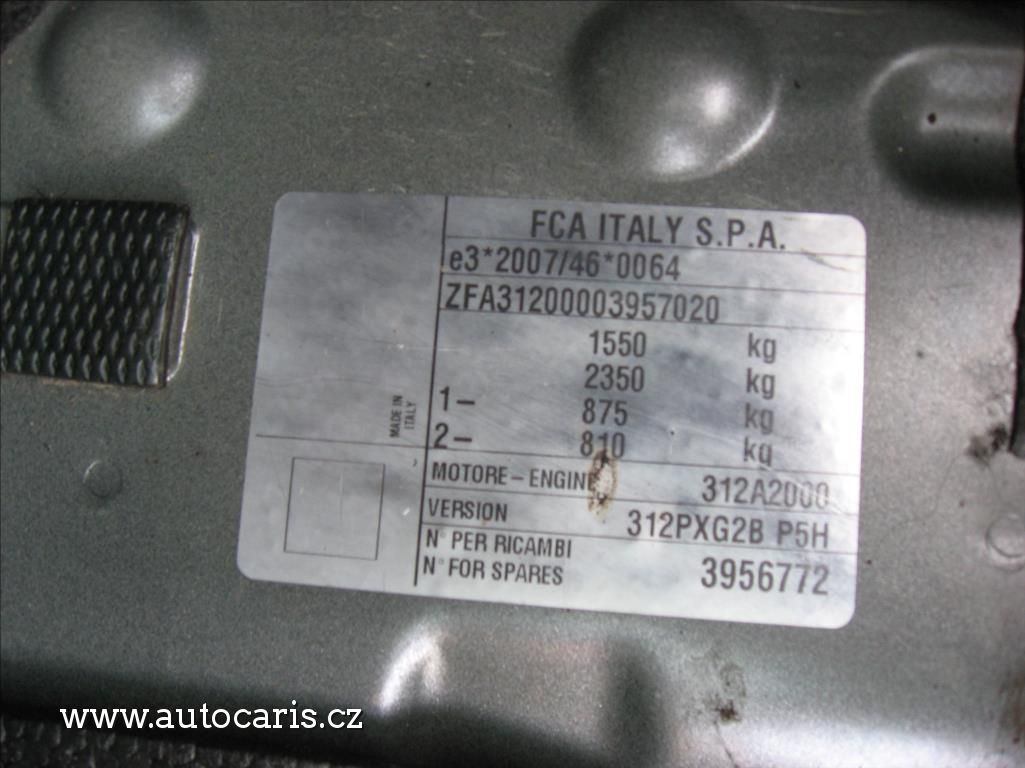 FCA ITALY S.P.A.
e3*2007/46*0064
ZFA31200003957020
1550 kg
2350 kg
1– 875 kg
2– 810 kg
MADE IN
ITALY
MOTORE – ENGINE 312A2000
VERSION 312PXG2B P5H
N° PER RICAMBI
N° FOR SPARES 3956772
www.autocaris.cz